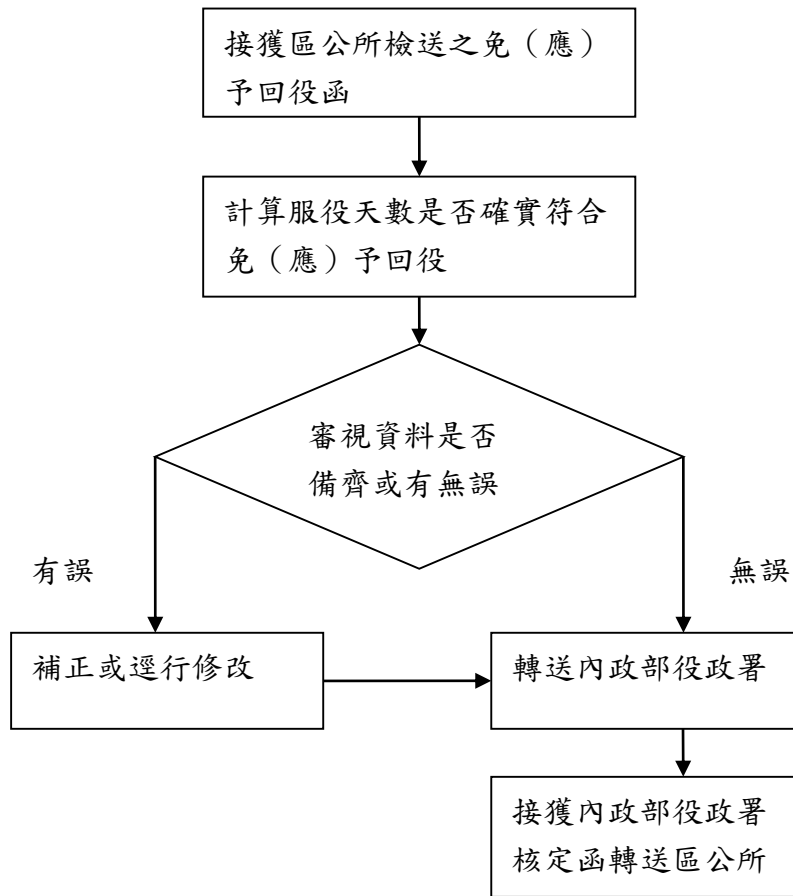 接獲區公所檢送之免（應）
予回役函
計算服役天數是否確實符合
免（應）予回役
審視資料是否
備齊或有無誤
有誤
無誤
補正或逕行修改
轉送內政部役政署
接獲內政部役政署
核定函轉送區公所